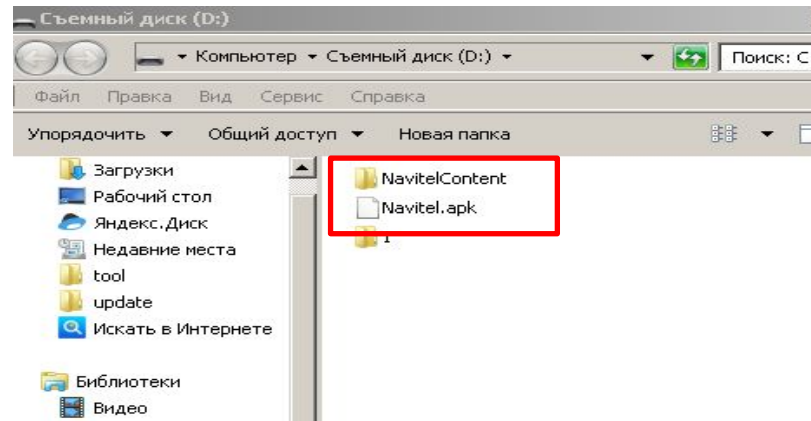 Съемный диск (D:)
Компьютер Съемный диск (D:) Поиск: С
Файл Правка Вид Сервис Справка
Упорядочить Общий доступ Новая папка
Загрузки
Рабочий стол
Яндекс.Диск
Недавние места
tool
update
Искать в Интернете
Библиотеки
Видео
NavitelContent
Navitel.apk